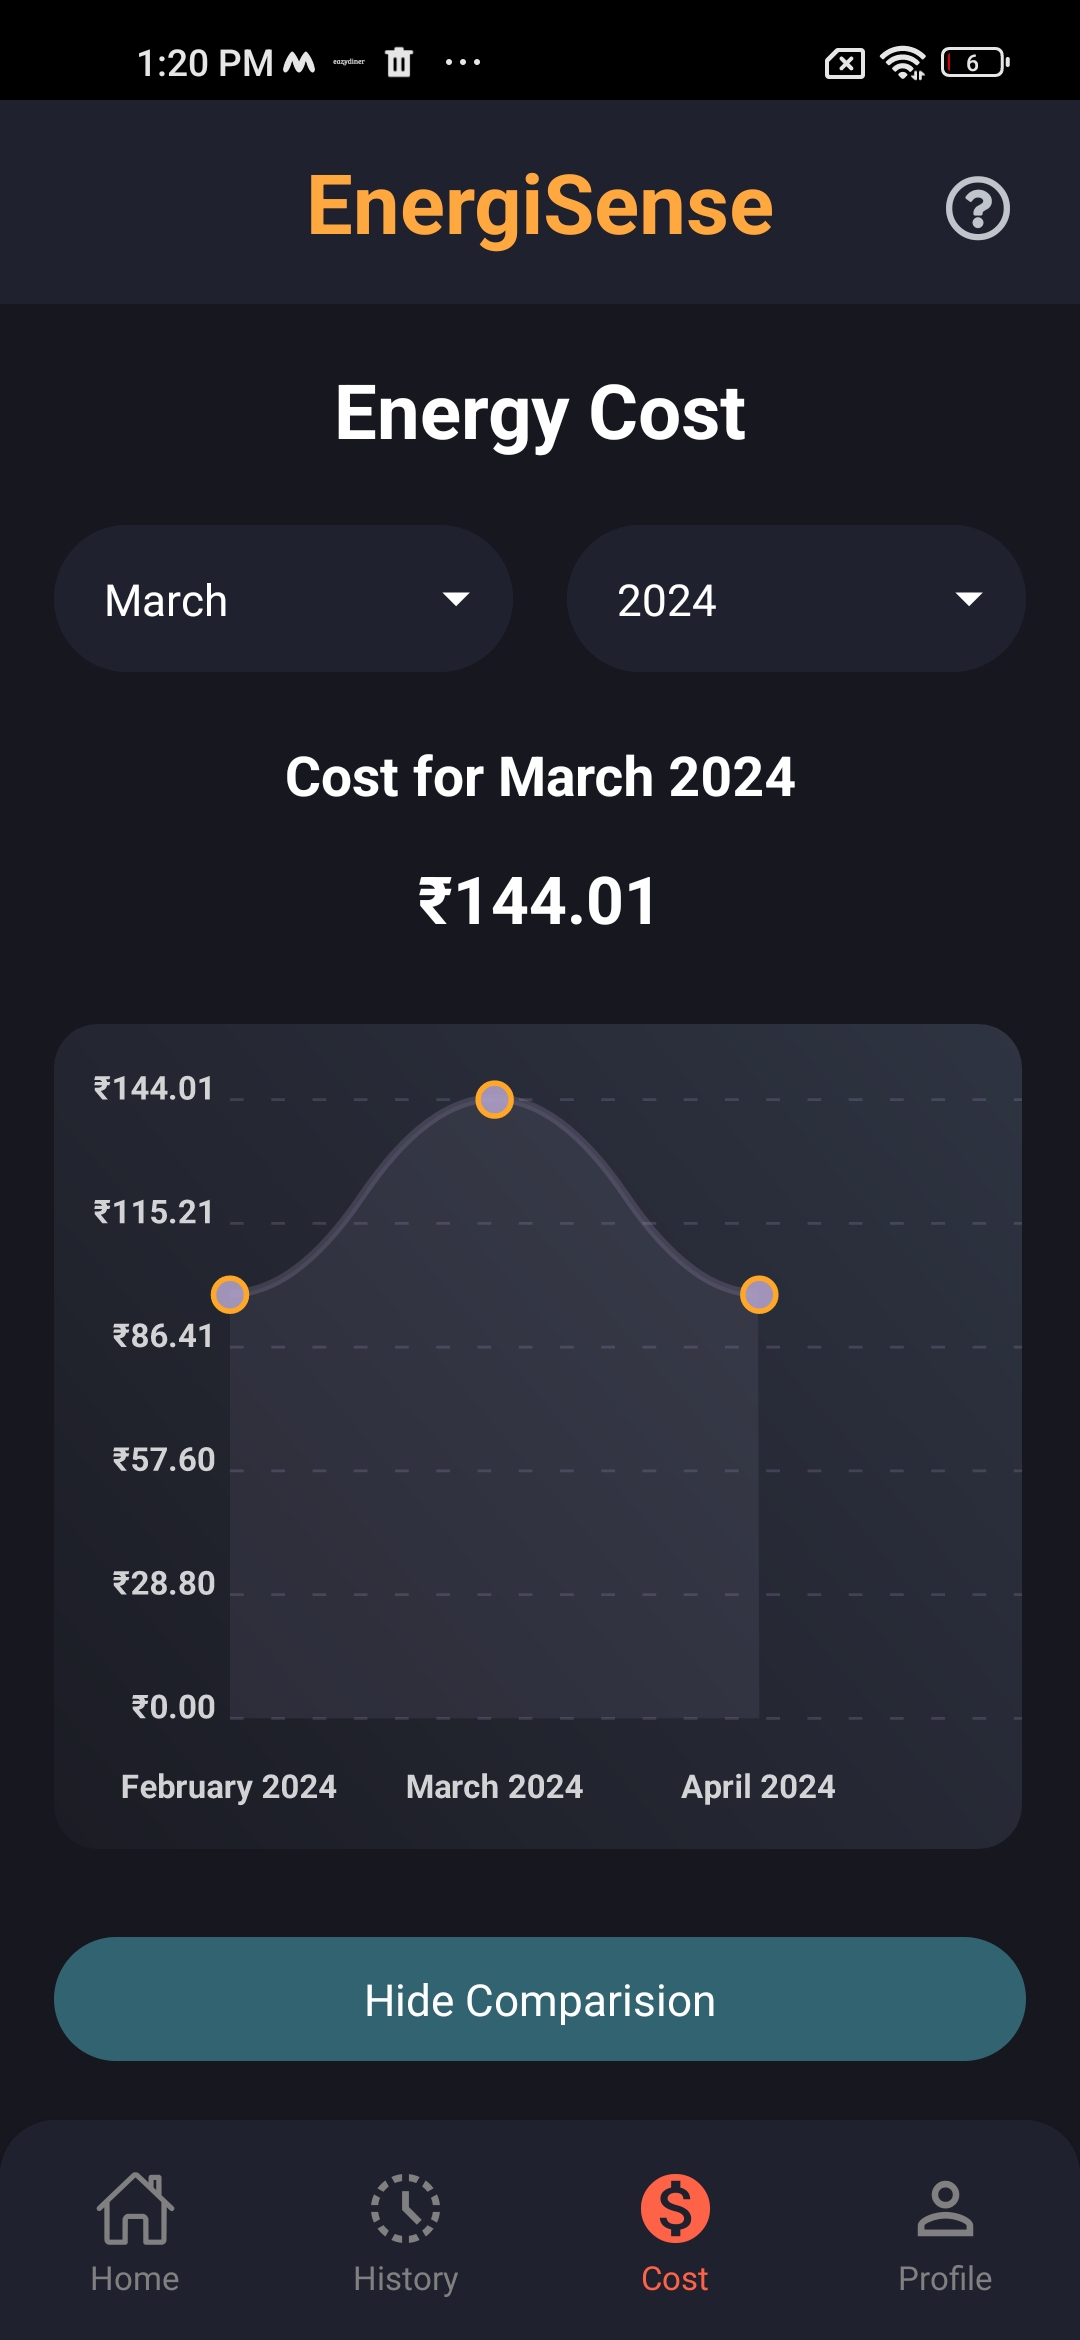 1:20 PM eazydiner 6
EnergiSense
Energy Cost
March 2024
Cost for March 2024
₹144.01
₹144.01
₹115.21
₹86.41
₹57.60
₹28.80
₹0.00
February 2024 March 2024 April 2024
Hide Comparision
Home History Cost Profile